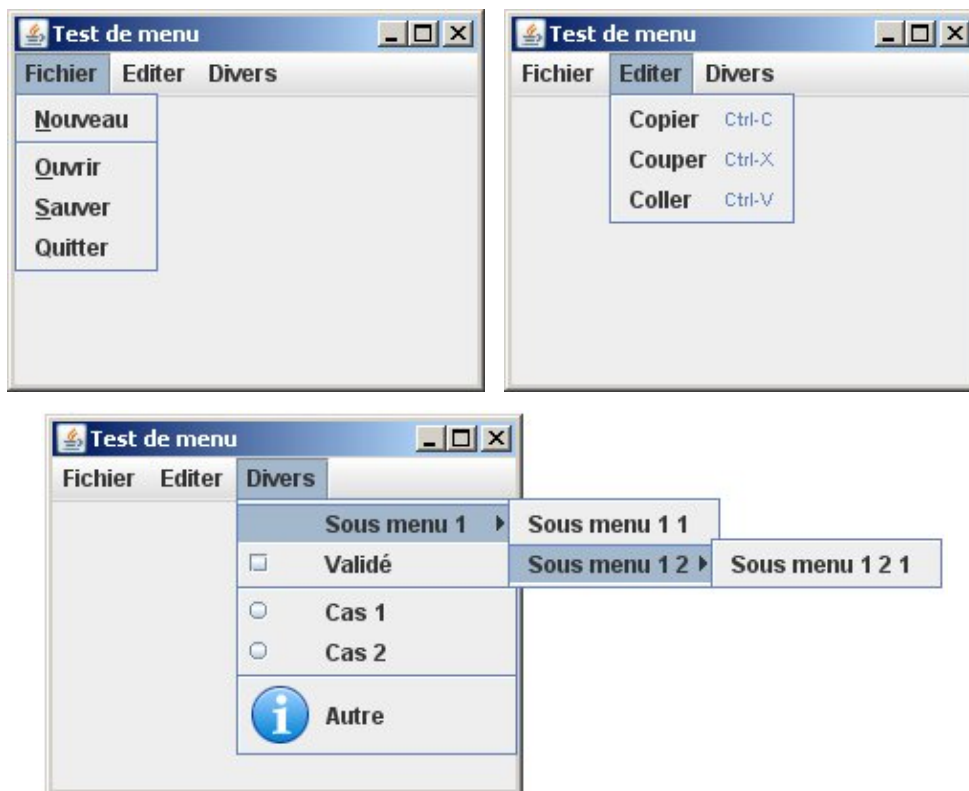 Test de menu
Fichier Editer Divers
Nouveau
Ouvrir
Sauver
Quitter
Test de menu
Fichier Editer Divers
Copier Ctrl-C
Couper Ctrl-X
Coller Ctrl-V
Test de menu
Fichier Editer Divers
Sous menu 1 Sous menu 1 1
Validé Sous menu 1 2 Sous menu 1 2 1
Cas 1
Cas 2
Autre